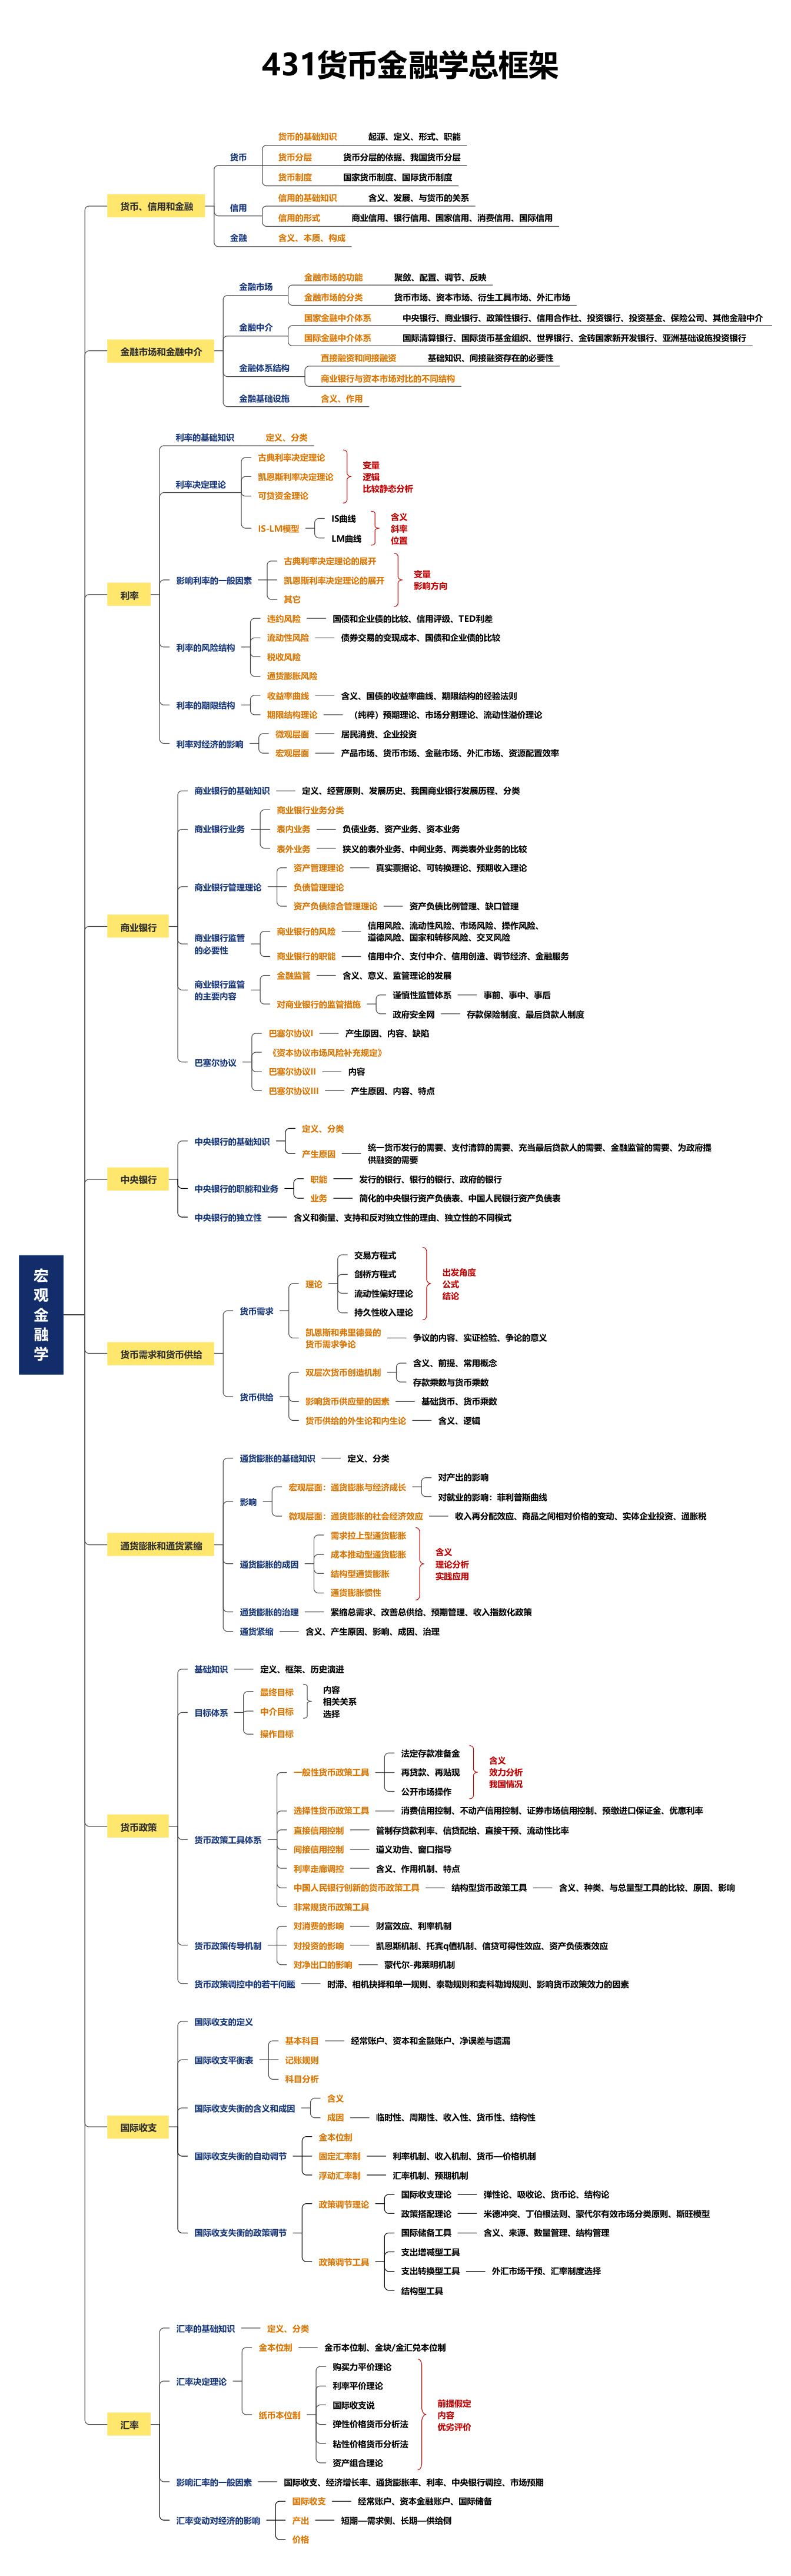 431货币金融学总框架
宏观金融学
货币、信用和金融
货币
货币的基础知识
起源、定义、形式、职能
货币分层
货币分层的依据、我国货币分层
货币制度
国家货币制度、国际货币制度
信用
信用的基础知识
含义、发展、与货币的关系
信用的形式
商业信用、银行信用、国家信用、消费信用、国际信用
金融
含义、本质、构成
金融市场和金融中介
金融市场
金融市场的功能
聚敛、配置、调节、反映
金融市场的分类
货币市场、资本市场、衍生工具市场、外汇市场
金融中介
国家金融中介体系
中央银行、商业银行、政策性银行、信用合作社、投资银行、投资基金、保险公司、其他金融中介
国际金融中介体系
国际清算银行、国际货币基金组织、世界银行、金砖国家新开发银行、亚洲基础设施投资银行
金融体系结构
直接融资和间接融资
基础知识、间接融资存在的必要性
商业银行与资本市场对比的不同结构
金融基础设施
含义、作用
利率
利率的基础知识
定义、分类
利率决定理论
古典利率决定理论
凯恩斯利率决定理论
可贷资金理论
变量
逻辑
比较静态分析
IS-LM模型
IS曲线
LM曲线
含义
斜率
位置
影响利率的一般因素
古典利率决定理论的展开
凯恩斯利率决定理论的展开
其它
变量
影响方向
利率的风险结构
违约风险
国债和企业债的比较、信用评级、TED利差
流动性风险
债券交易的变现成本、国债和企业债的比较
税收风险
通货膨胀风险
利率的期限结构
收益率曲线
含义、国债的收益率曲线、期限结构的经验法则
期限结构理论
（纯粹）预期理论、市场分割理论、流动性溢价理论
利率对经济的影响
微观层面
居民消费、企业投资
宏观层面
产品市场、货币市场、金融市场、外汇市场、资源配置效率
商业银行
商业银行的基础知识
定义、经营原则、发展历史、我国商业银行发展历程、分类
商业银行业务
商业银行业务分类
表内业务
负债业务、资产业务、资本业务
表外业务
狭义的表外业务、中间业务、两类表外业务的比较
商业银行管理理论
资产管理理论
真实票据论、可转换理论、预期收入理论
负债管理理论
资产负债综合管理理论
资产负债比例管理、缺口管理
商业银行监管
的必要性
商业银行的风险
信用风险、流动性风险、市场风险、操作风险、
道德风险、国家和转移风险、交叉风险
商业银行的职能
信用中介、支付中介、信用创造、调节经济、金融服务
商业银行监管
的主要内容
金融监管
含义、意义、监管理论的发展
对商业银行的监管措施
谨慎性监管体系
事前、事中、事后
政府安全网
存款保险制度、最后贷款人制度
巴塞尔协议
巴塞尔协议I
产生原因、内容、缺陷
《资本协议市场风险补充规定》
巴塞尔协议II
内容
巴塞尔协议III
产生原因、内容、特点
中央银行
中央银行的基础知识
定义、分类
产生原因
统一货币发行的需要、支付清算的需要、充当最后贷款人的需要、金融监管的需要、为政府提
供融资的需要
中央银行的职能和业务
职能
发行的银行、银行的银行、政府的银行
业务
简化的中央银行资产负债表、中国人民银行资产负债表
中央银行的独立性
含义和衡量、支持和反对独立性的理由、独立性的不同模式
货币需求和货币供给
货币需求
理论
交易方程式
剑桥方程式
流动性偏好理论
持久性收入理论
出发角度
公式
结论
凯恩斯和弗里德曼的
货币需求争论
争议的内容、实证检验、争论的意义
货币供给
双层次货币创造机制
含义、前提、常用概念
存款乘数与货币乘数
影响货币供应量的因素
基础货币、货币乘数
货币供给的外生论和内生论
含义、逻辑
通货膨胀和通货紧缩
通货膨胀的基础知识
定义、分类
影响
宏观层面：通货膨胀与经济成长
对产出的影响
对就业的影响：菲利普斯曲线
微观层面：通货膨胀的社会经济效应
收入再分配效应、商品之间相对价格的变动、实体企业投资、通胀税
通货膨胀的成因
需求拉上型通货膨胀
成本推动型通货膨胀
结构型通货膨胀
通货膨胀惯性
含义
理论分析
实践应用
通货膨胀的治理
紧缩总需求、改善总供给、预期管理、收入指数化政策
通货紧缩
含义、产生原因、影响、成因、治理
货币政策
基础知识
定义、框架、历史演进
目标体系
最终目标
中介目标
操作目标
内容
相关关系
选择
货币政策工具体系
一般性货币政策工具
法定存款准备金
再贷款、再贴现
公开市场操作
含义
效力分析
我国情况
选择性货币政策工具
消费信用控制、不动产信用控制、证券市场信用控制、预缴进口保证金、优惠利率
直接信用控制
管制存贷款利率、信贷配给、直接干预、流动性比率
间接信用控制
道义劝告、窗口指导
利率走廊调控
含义、作用机制、特点
中国人民银行创新的货币政策工具
结构型货币政策工具
含义、种类、与总量型工具的比较、原因、影响
非常规货币政策工具
货币政策传导机制
对消费的影响
财富效应、利率机制
对投资的影响
凯恩斯机制、托宾q值机制、信贷可得性效应、资产负债表效应
对净出口的影响
蒙代尔-弗莱明机制
货币政策调控中的若干问题
时滞、相机抉择和单一规则、泰勒规则和麦科勒姆规则、影响货币政策效力的因素
国际收支
国际收支的定义
国际收支平衡表
基本科目
经常账户、资本和金融账户、净误差与遗漏
记账规则
科目分析
国际收支失衡的含义和成因
含义
成因
临时性、周期性、收入性、货币性、结构性
国际收支失衡的自动调节
金本位制
固定汇率制
利率机制、收入机制、货币—价格机制
浮动汇率制
汇率机制、预期机制
国际收支失衡的政策调节
政策调节理论
国际收支理论
弹性论、吸收论、货币论、结构论
政策搭配理论
米德冲突、丁伯根法则、蒙代尔有效市场分类原则、斯旺模型
政策调节工具
国际储备工具
含义、来源、数量管理、结构管理
支出增减型工具
支出转换型工具
外汇市场干预、汇率制度选择
结构型工具
汇率
汇率的基础知识
定义、分类
汇率决定理论
金本位制
金币本位制、金块/金汇兑本位制
纸币本位制
购买力平价理论
利率平价理论
国际收支说
弹性价格货币分析法
粘性价格货币分析法
资产组合理论
前提假定
内容
优劣评价
影响汇率的一般因素
国际收支、经济增长率、通货膨胀率、利率、中央银行调控、市场预期
汇率变动对经济的影响
国际收支
经常账户、资本金融账户、国际储备
产出
短期—需求侧、长期—供给侧
价格